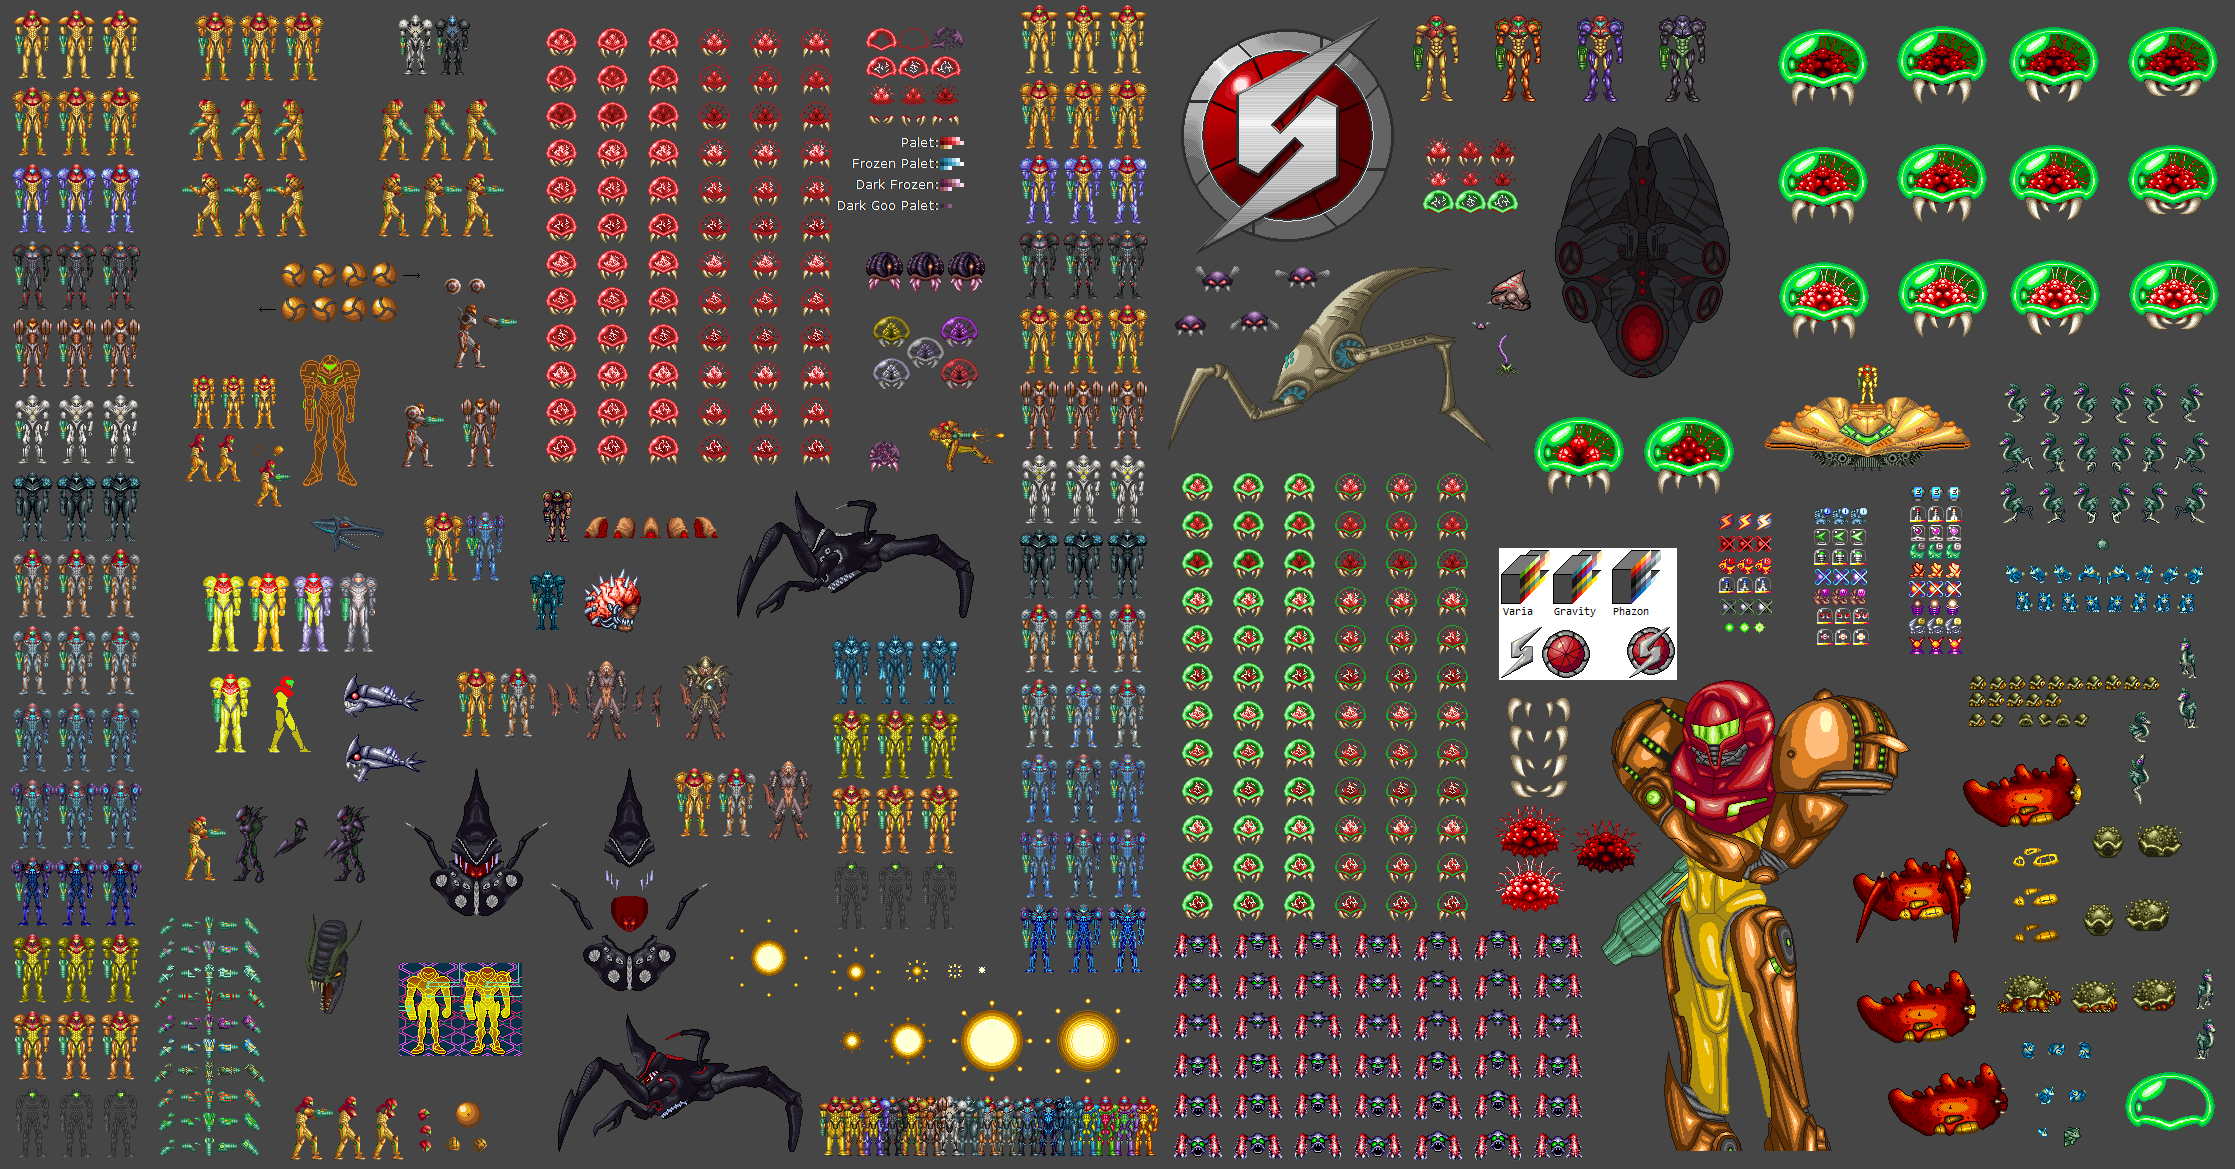 Palet:
Frozen Palet:
Dark Frozen:
Dark Goo Palet:
Varia Gravity Phazon